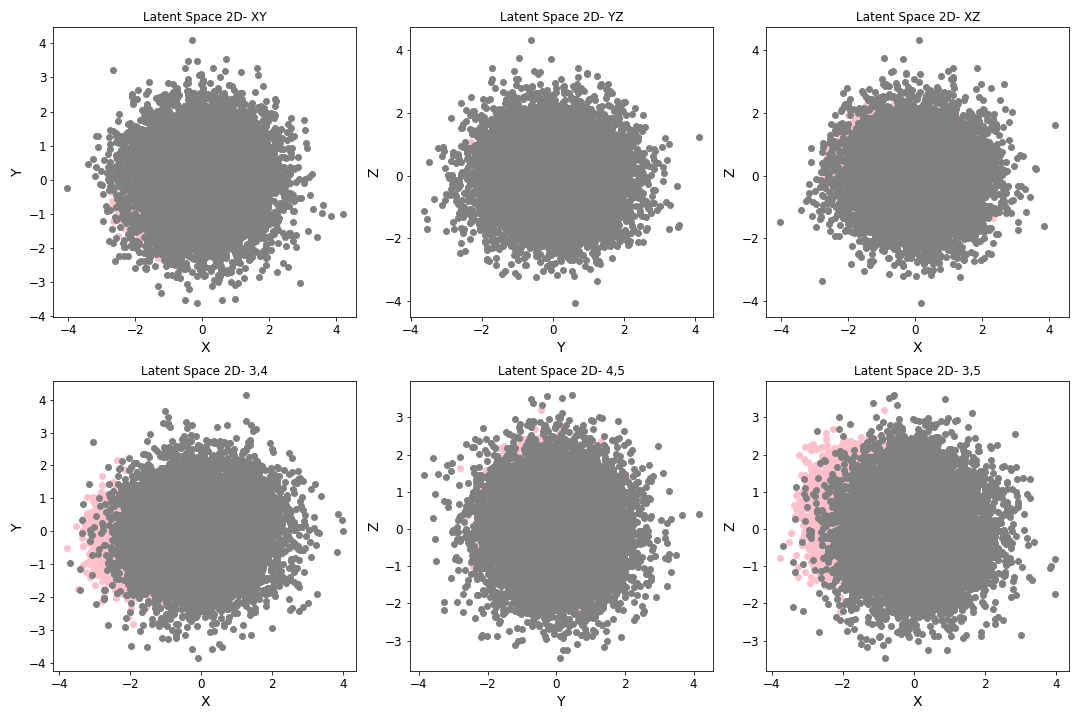 Latent Space 2D- XY
Latent Space 2D- YZ
Latent Space 2D- XZ
4
3
2
1
0
−1
−2
−3
−4
Y
−4 −2 0 2 4
X
4
2
0
−2
−4
Z
−4 −2 0 2 4
Y
4
2
0
−2
−4
Z
−4 −2 0 2 4
X
Latent Space 2D- 3,4
Latent Space 2D- 4,5
Latent Space 2D- 3,5
4
3
2
1
0
−1
−2
−3
−4
Y
−4 −2 0 2 4
X
3
2
1
0
−1
−2
−3
Z
−4 −2 0 2 4
Y
3
2
1
0
−1
−2
−3
Z
−4 −2 0 2 4
X